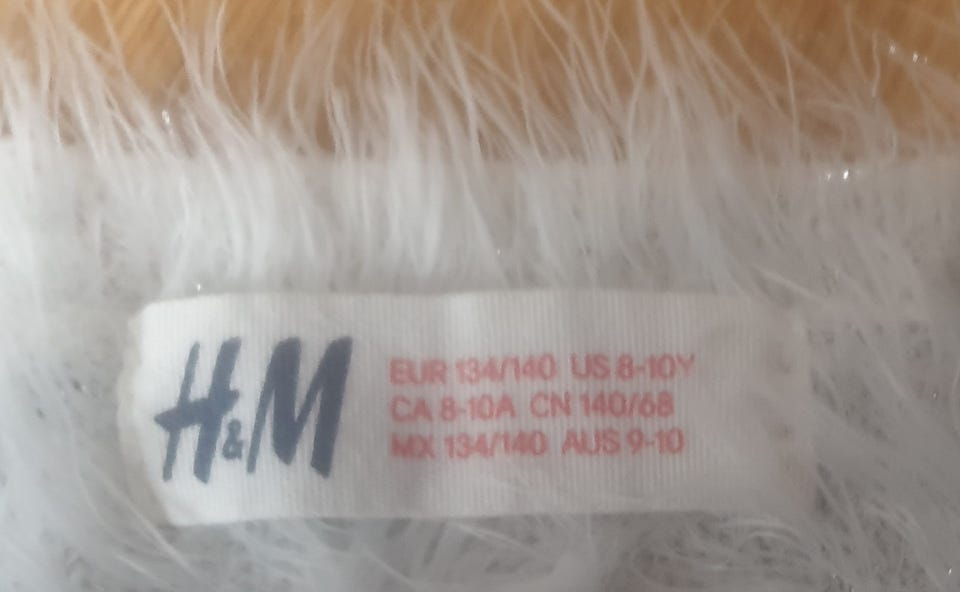 H&M
EUR 134/140 US 8-10Y
CA 8-10A CN 140/68
MX 134/140 AUS 9-10